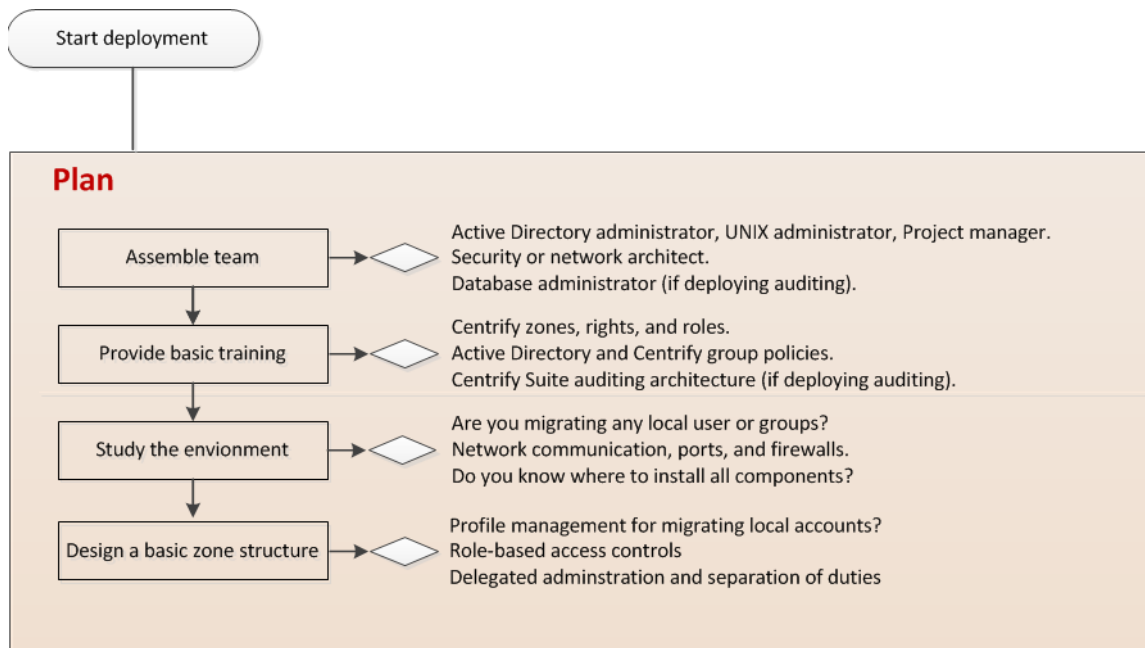 Start deployment
Plan
Assemble team
Active Directory administrator, UNIX administrator, Project manager.
Security or network architect.
Database administrator (if deploying auditing).
Provide basic training
Centrify zones, rights, and roles.
Active Directory and Centrify group policies.
Centrify Suite auditing architecture (if deploying auditing).
Study the envionment
Are you migrating any local user or groups?
Network communication, ports, and firewalls.
Do you know where to install all components?
Design a basic zone structure
Profile management for migrating local accounts?
Role-based access controls
Delegated adminstration and separation of duties